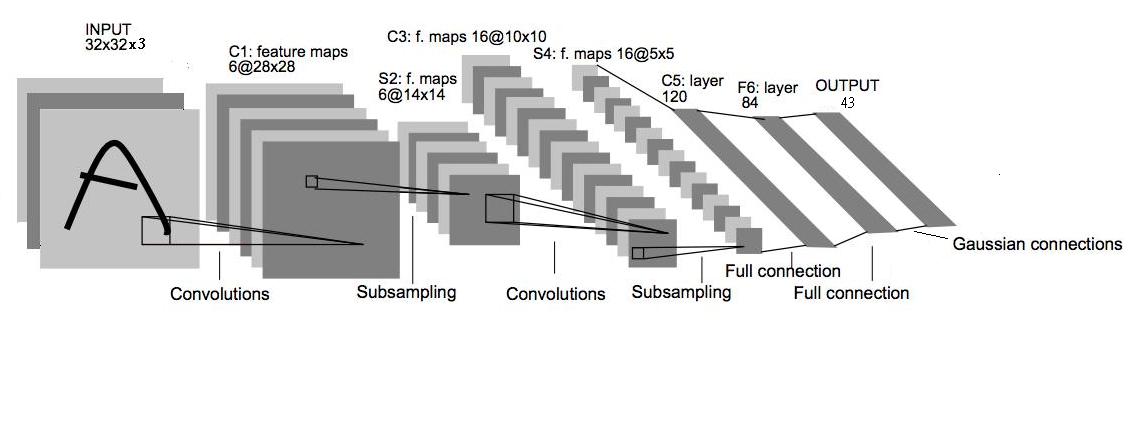 INPUT
32x32x3
C1: feature maps
6@28x28
C3: f. maps 16@10x10
S2: f. maps
6@14x14
S4: f. maps 16@5x5
C5: layer
120
F6: layer
84
OUTPUT
43
A
Convolutions
Subsampling
Convolutions
Subsampling
Full connection
Full connection
Gaussian connections